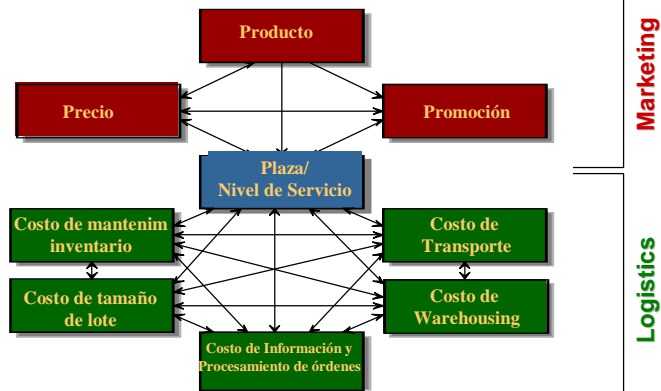 Producto
Marketing
Precio
Promoción
Plaza/
Nivel de Servicio
Costo de mantenim
inventario
Costo de
Transporte
Costo de tamaño
de lote
Costo de
Warehousing
Logistics
Costo de Información y
Procesamiento de órdenes